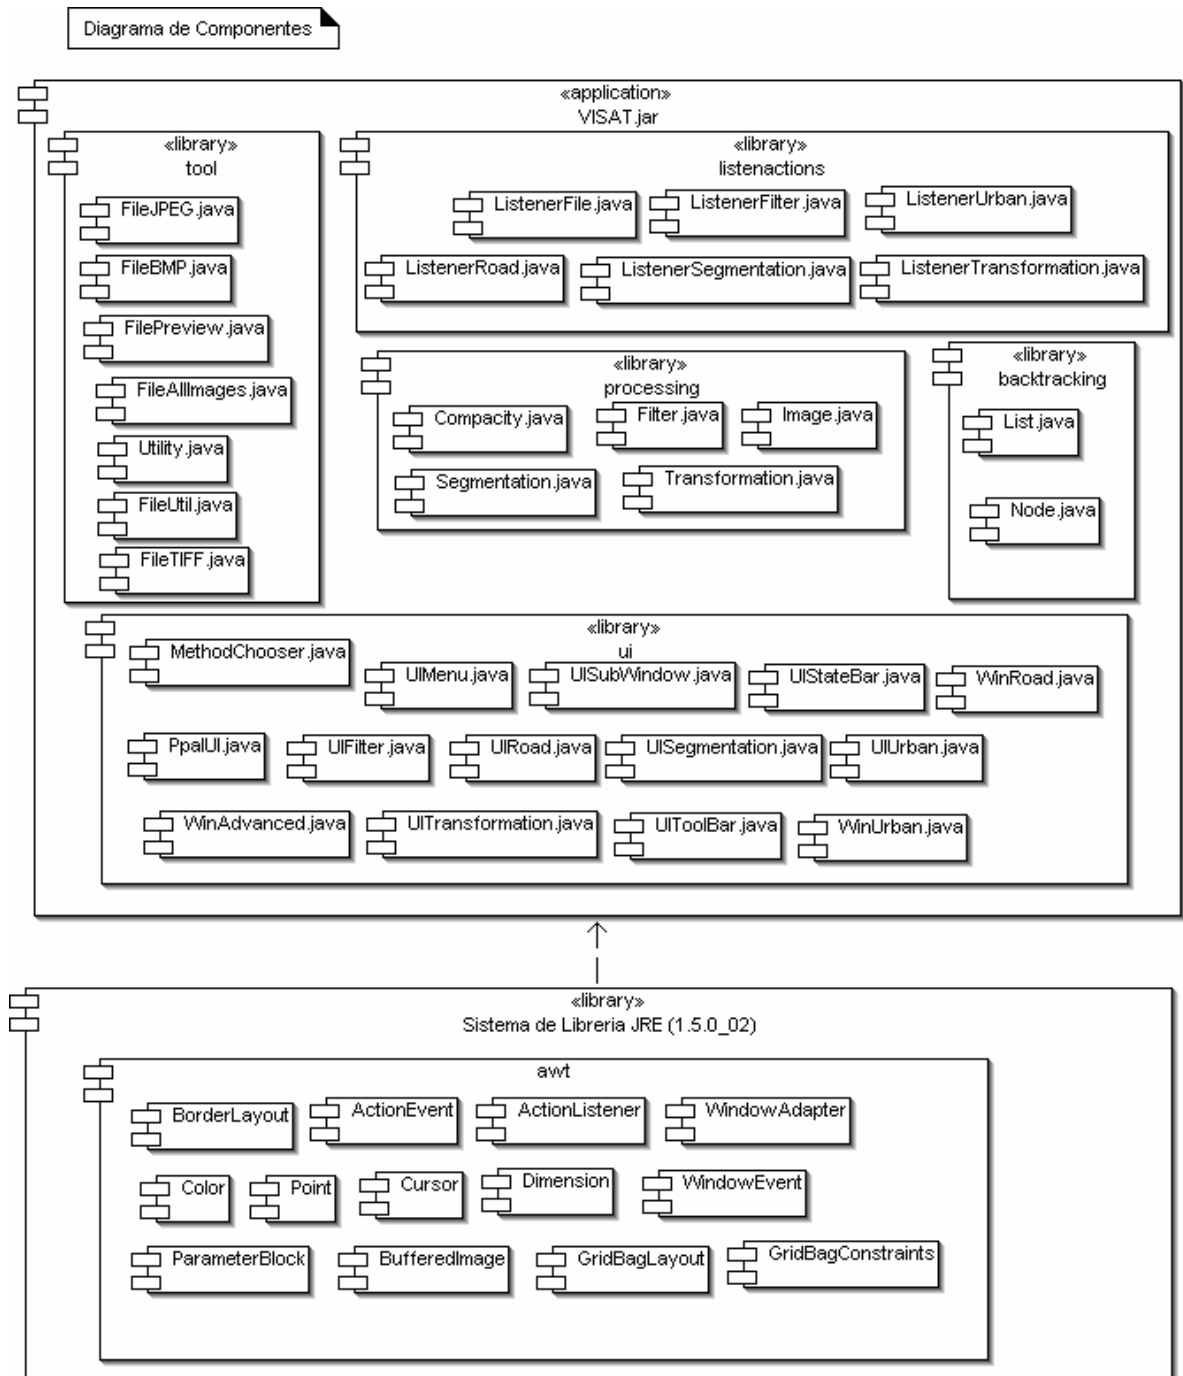 Diagrama de Componentes
«application»
VISAT.jar
«library»
tool
FileJPEG.java
FileBMP.java
FilePreview.java
FileAllImages.java
Utility.java
FileUtil.java
FileTIFF.java
«library»
listenactions
ListenerFile.java
ListenerFilter.java
ListenerUrban.java
ListenerRoad.java
ListenerSegmentation.java
ListenerTransformation.java
«library»
processing
Compacity.java
Filter.java
Image.java
Segmentation.java
Transformation.java
«library»
backtracking
List.java
Node.java
«library»
ui
MethodChooser.java
UIMenu.java
UISubWindow.java
UIStateBar.java
WinRoad.java
PpalUI.java
UIFilter.java
UIRoad.java
UISegmentation.java
UIUrban.java
WinAdvanced.java
UITransformation.java
UIToolBar.java
WinUrban.java
«library»
Sistema de Libreria JRE (1.5.0_02)
awt
BorderLayout
ActionEvent
ActionListener
WindowAdapter
Color
Point
Cursor
Dimension
WindowEvent
ParameterBlock
BufferedImage
GridBagLayout
GridBagConstraints